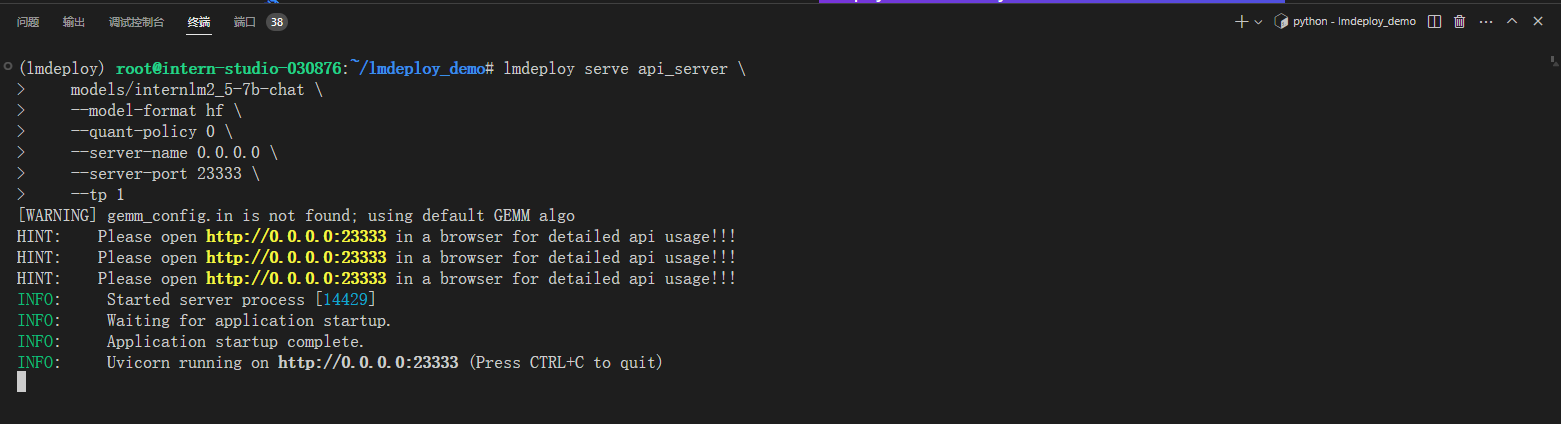 问题 输出 调试控制台 终端 端口 38 python - lmdeploy_demo
(lmdeploy) root@intern-studio-030876:~/lmdeploy_demo# lmdeploy serve api_server \
> models/internlm2_5-7b-chat \
> --model-format hf \
> --quant-policy 0 \
> --server-name 0.0.0.0 \
> --server-port 23333 \
> --tp 1
[WARNING] gemm_config.in is not found; using default GEMM algo
HINT: Please open http://0.0.0.0:23333 in a browser for detailed api usage!!!
HINT: Please open http://0.0.0.0:23333 in a browser for detailed api usage!!!
HINT: Please open http://0.0.0.0:23333 in a browser for detailed api usage!!!
INFO: Started server process [14429]
INFO: Waiting for application startup.
INFO: Application startup complete.
INFO: Uvicorn running on http://0.0.0.0:23333 (Press CTRL+C to quit)